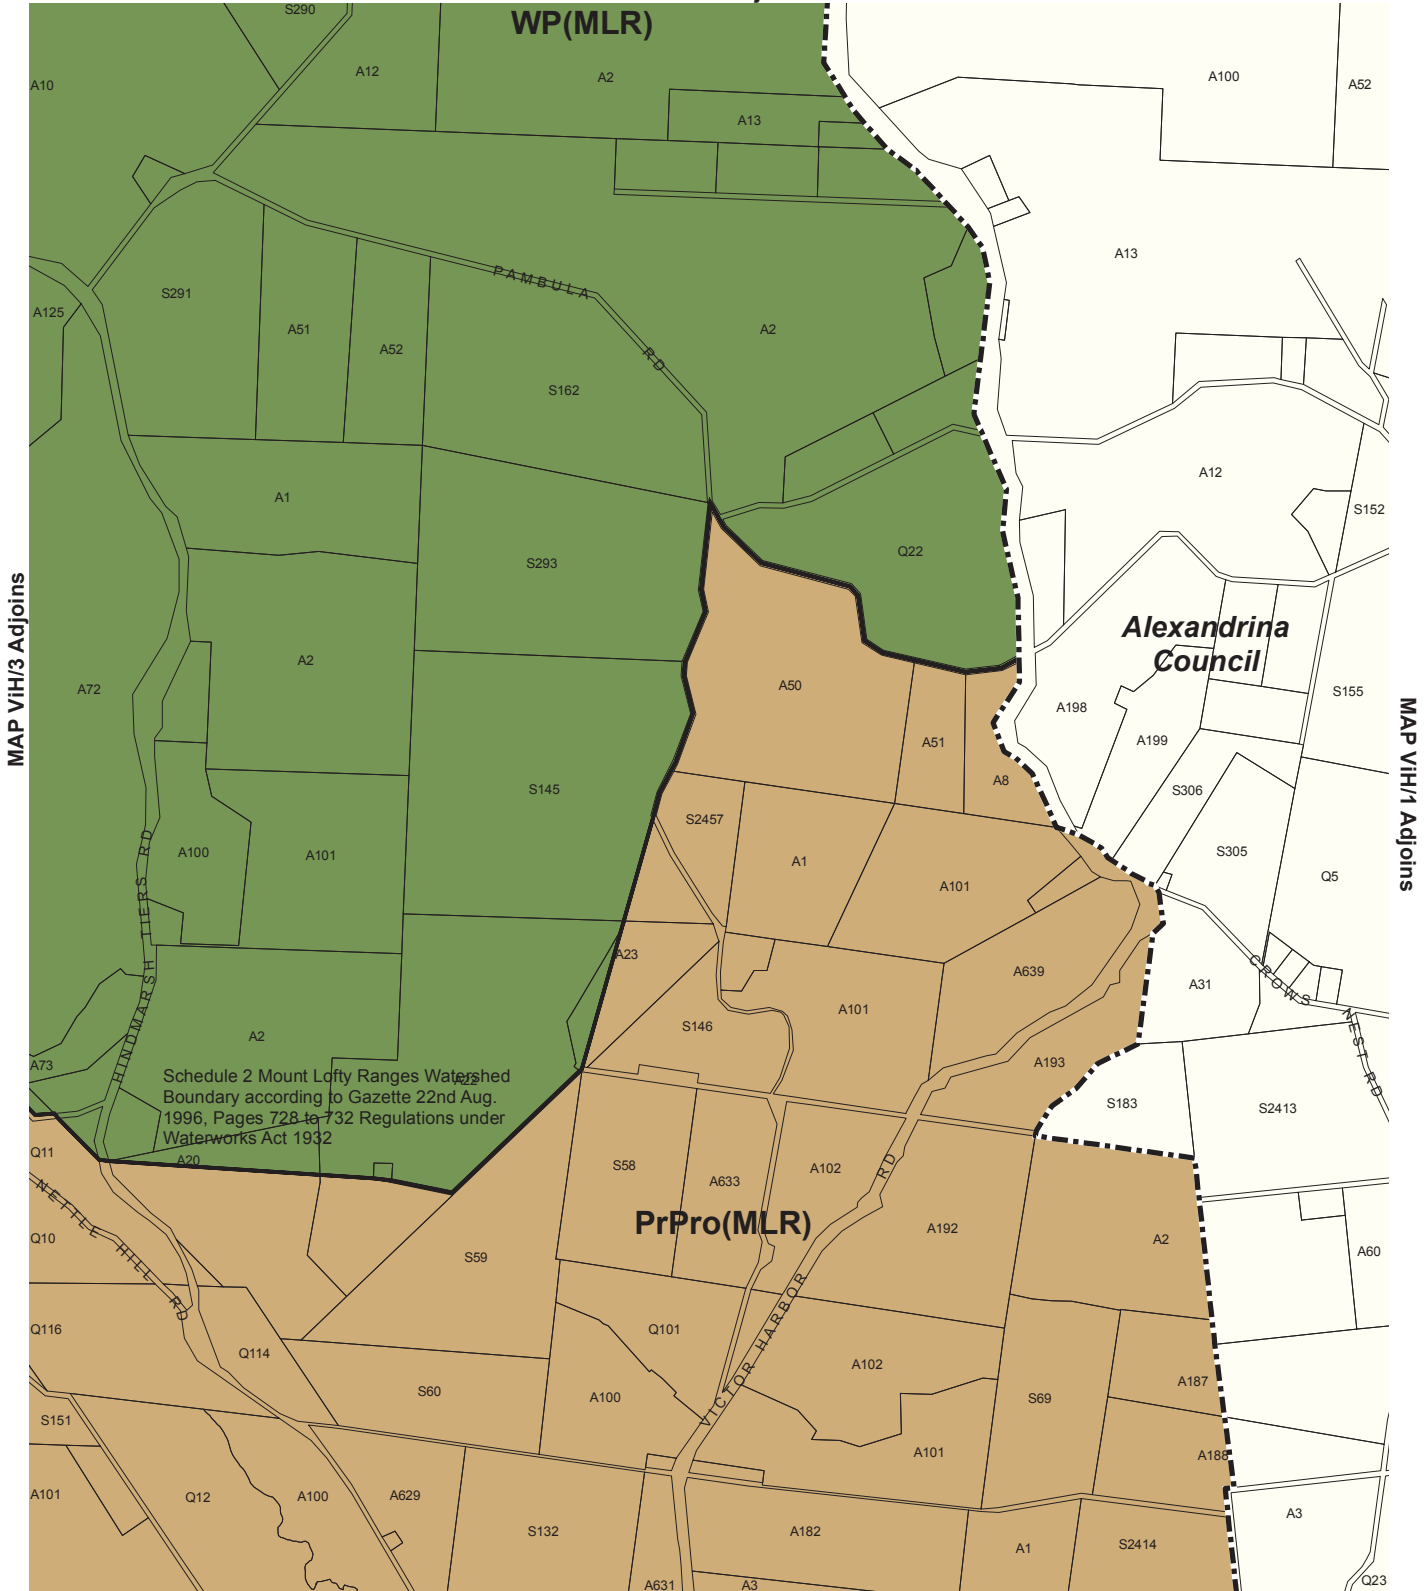 S290
WP(MLR)
A10
A12
A2
A100
A52
A13
A13
S291
A125
A51
A52
PAMBULA RD
A2
S162
A1
A12
S152
S293
Q22
MAP ViH/3 Adjoins
Alexandrina
Council
A2
A72
A50
A198
A199
S155
MAP ViH/1 Adjoins
A51
A8
S145
S306
S2457
A100
A101
A1
S305
Q5
A101
HINDMARSH TIERS RD
A23
A639
A31
CROWS NEST RD
A2
S146
A101
A193
A73
A22
Schedule 2 Mount Lofty Ranges Watershed
Boundary according to Gazette 22nd Aug.
1996, Pages 728 to 732 Regulations under
Waterworks Act 1932
S183
S2413
Q11
A20
S58
A633
A102
NETTLE HILL RD
PrPro(MLR)
A192
Q10
S59
A2
A60
VICTOR HARBOR RD
Q116
Q114
Q101
A102
S60
A100
S69
A187
S151
A101
A188
A101
Q12
A100
A629
S132
A182
A1
S2414
A3
A631
A3
Q23